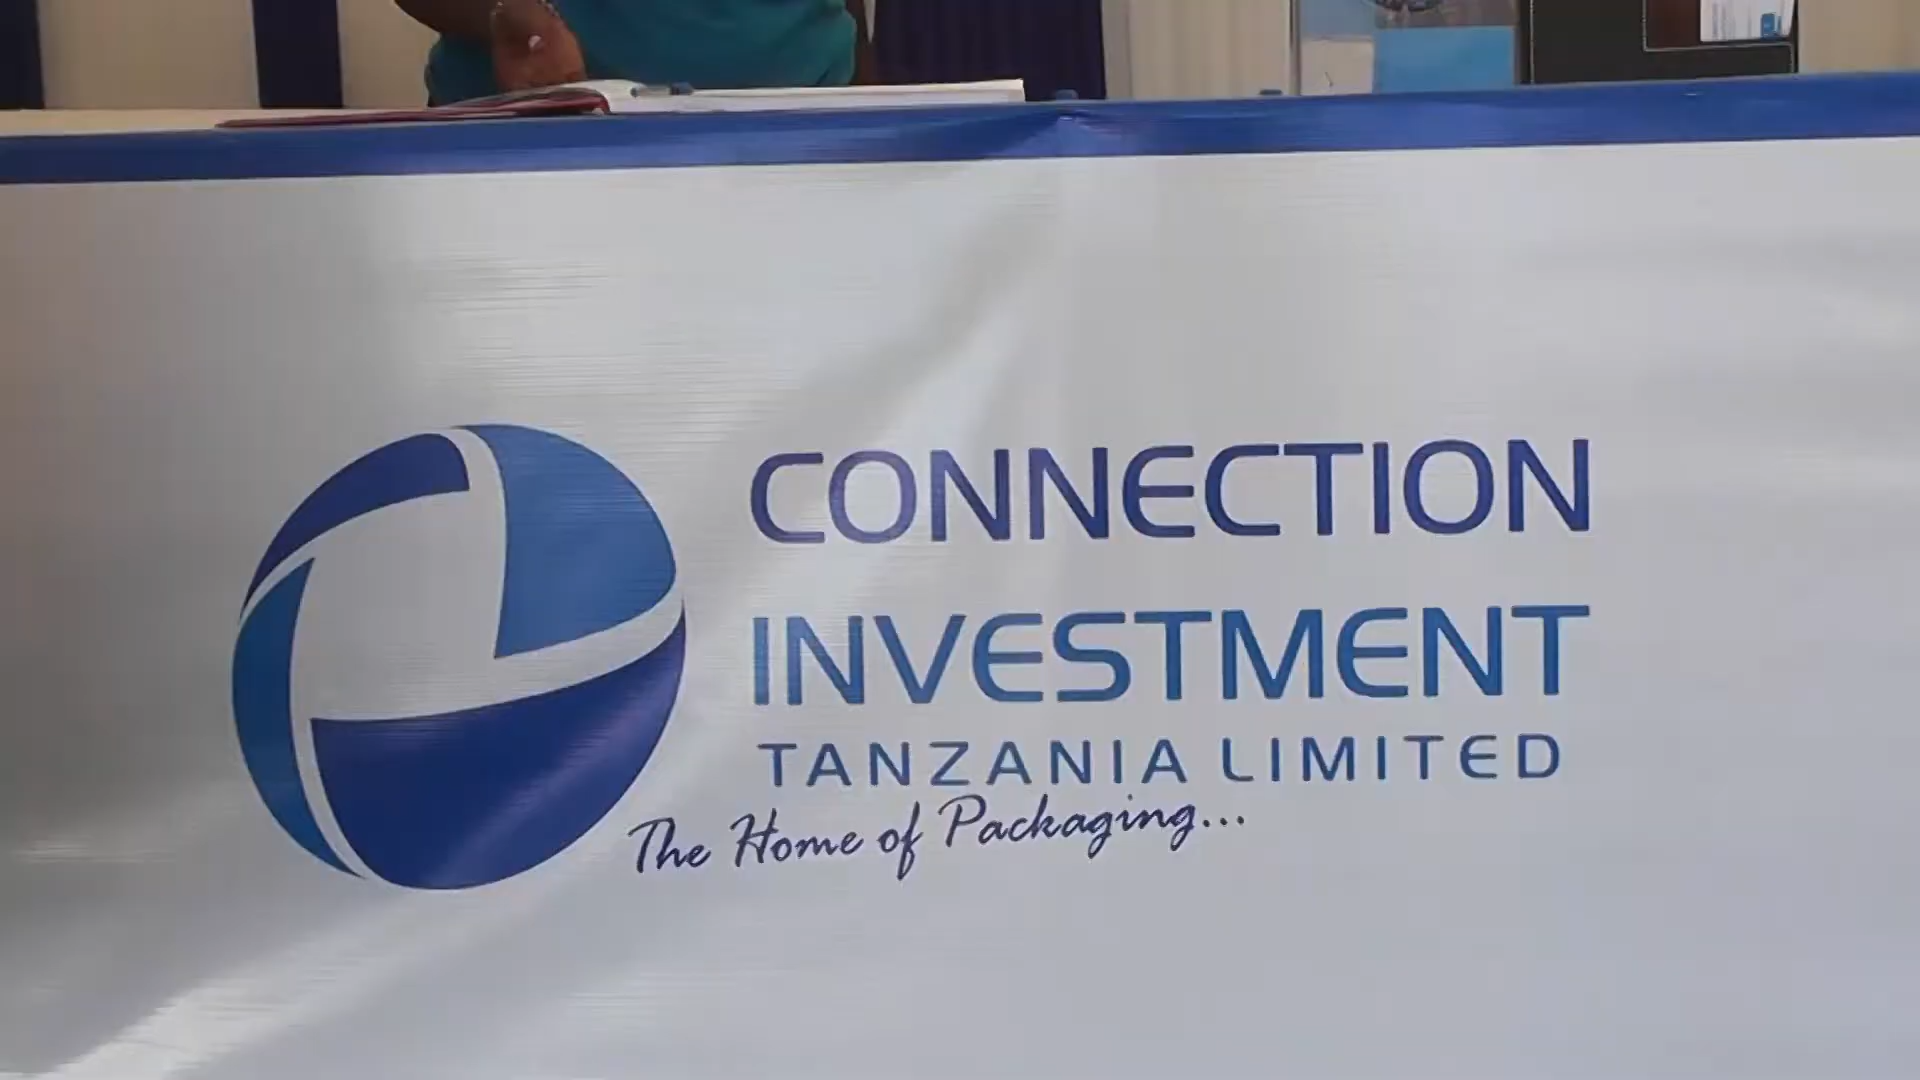 CONNECTION
INVESTMENT
TANZANIA LIMITED
The Home of Packaging...